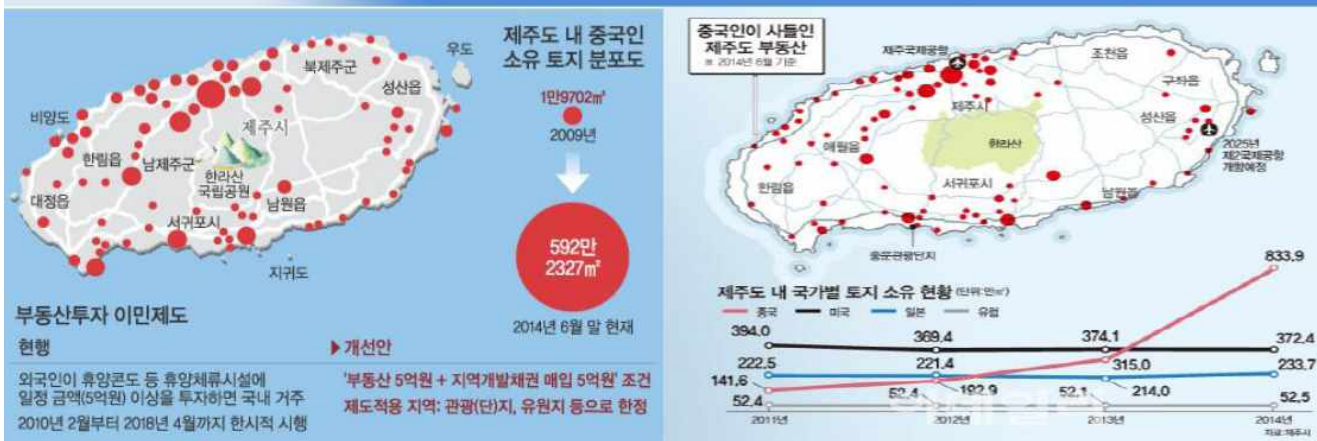 제주도 내 중국인
소유 토지 분포도
1만9702㎡
2009년
592만
2327㎡
2014년 6월 말 현재
우도
북제주군
성산읍
비양도
제주시
한림읍
남제주군
한라산
국립공원
대정읍
남원읍
서귀포시
지귀도
부동산투자 이민제도
현행
외국인이 휴양콘도 등 휴양체류시설에
일정 금액(5억원) 이상을 투자하면 국내 거주
2010년 2월부터 2018년 4월까지 한시적 시행
▶개선안
'부동산 5억원 + 지역개발채권 매입 5억원' 조건
제도적용 지역: 관광(단)지, 유원지 등으로 한정
중국인이 사들인
제주도 부동산
※ 2014년 6월 기준
제주국제공항
조천읍
구좌읍
제주시
성산읍
애월읍
한라산
2025년
제2국제공항
개항예정
한림읍
서귀포시
남원읍
중문관광단지
제주도 내 국가별 토지 소유 현황 (단위:만㎡)
중국 미국 일본 유럽
833.9
394.0 369.4 374.1 372.4
222.5 221.4 315.0 233.7
141.6 192.9 214.0
52.4 52.4 52.1 52.5
2011년 2012년 2013년 2014년
자료:제주시